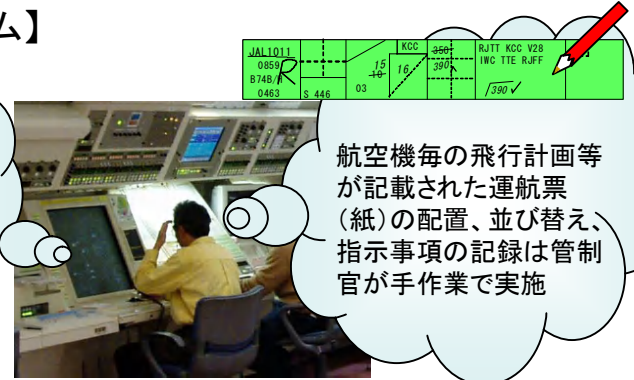 ム】
JAL1011
0859
B74B/H
0463
R
S 446
15
10
03
KCC
16
350
390
RJTT KCC V28
IWC TTE RJFF
390 ✓
航空機毎の飛行計画等
が記載された運航票
（紙）の配置、並び替え、
指示事項の記録は管制
官が手作業で実施